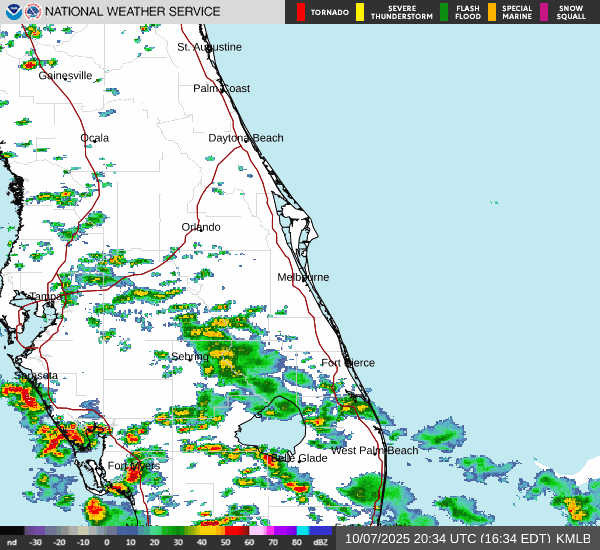 NATIONAL WEATHER SERVICE
TORNADO
SEVERE THUNDERSTORM
FLASH FLOOD
SPECIAL MARINE
SNOW SQUALL
St. Augustine
Gainesville
Palm Coast
Ocala
Daytona Beach
Orlando
Melbourne
Tampa
Sebring
Fort Pierce
Sarasota
West Palm Beach
Belle Glade
Fort Myers
nd -30 -20 -10 0 10 20 30 40 50 60 70 80 dBZ
10/07/2025 20:34 UTC (16:34 EDT) KMLB